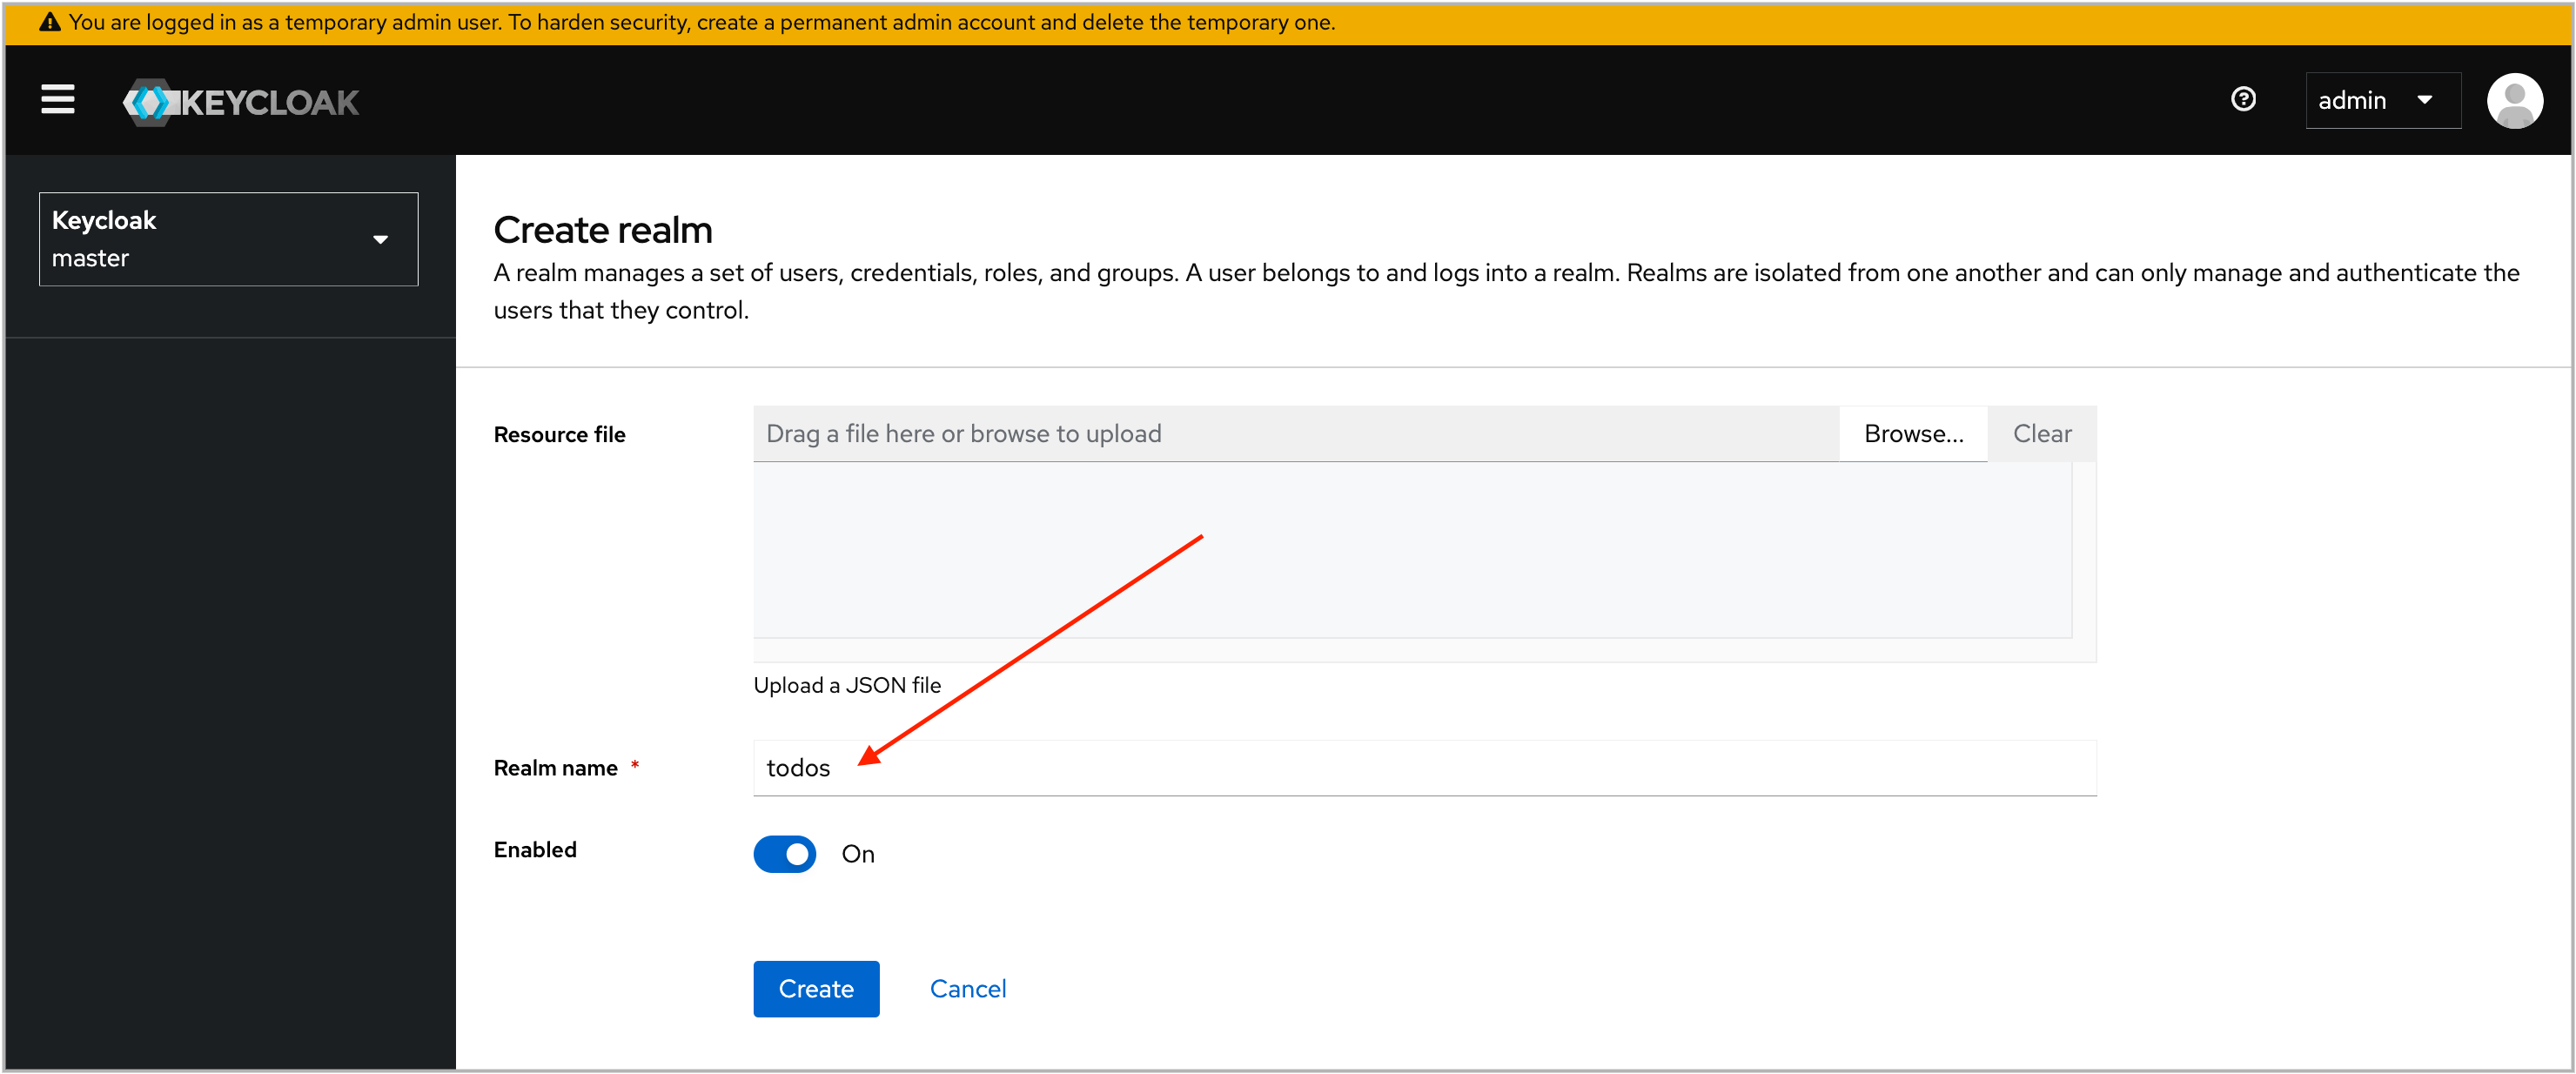 You are logged in as a temporary admin user. To harden security, create a permanent admin account and delete the temporary one.
KEYCLOAK
admin
Keycloak
master
Create realm
A realm manages a set of users, credentials, roles, and groups. A user belongs to and logs into a realm. Realms are isolated from one another and can only manage and authenticate the
users that they control.
Resource file
Drag a file here or browse to upload
Browse...
Clear
Upload a JSON file
Realm name *
todos
Enabled
On
Create
Cancel